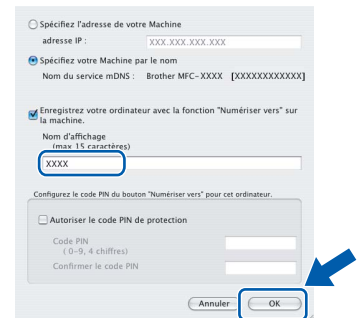 Spécifiez l'adresse de votre Machine
adresse IP :
XXX.XXX.XXX.XXX
Spécifiez votre Machine par le nom
Nom du service mDNS : Brother MFC-XXXX [XXXXXXXXXXXX]
Enregistrez votre ordinateur avec la fonction "Numériser vers" sur
la machine.
Nom d'affichage
(max 15 caractères)
XXXX
Configurez le code PIN du bouton "Numériser vers" pour cet ordinateur.
Autoriser le code PIN de protection
Code PIN
( 0-9, 4 chiffres)
Confirmer le code PIN
Annuler OK